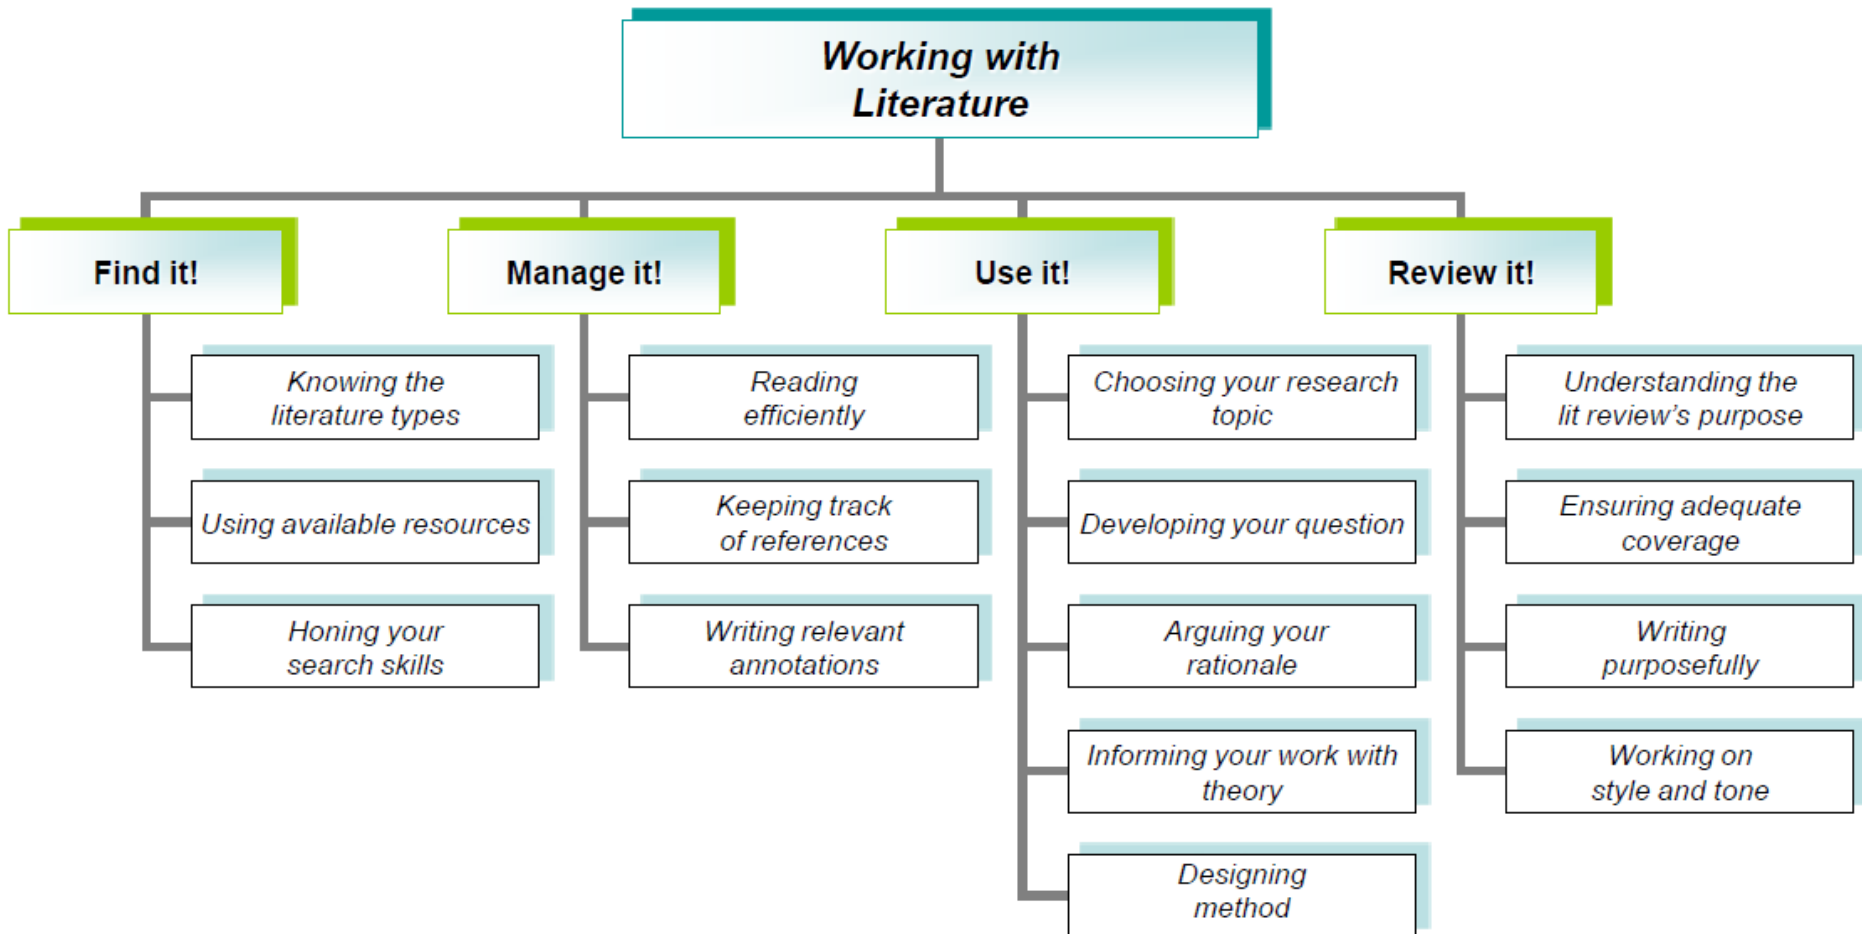 Working with
Literature
Find it!
Knowing the
literature types
Using available resources
Honing your
search skills
Manage it!
Reading
efficiently
Keeping track
of references
Writing relevant
annotations
Use it!
Choosing your research
topic
Developing your question
Arguing your
rationale
Informing your work with
theory
Designing
method
Review it!
Understanding the
lit review's purpose
Ensuring adequate
coverage
Writing
purposefully
Working on
style and tone